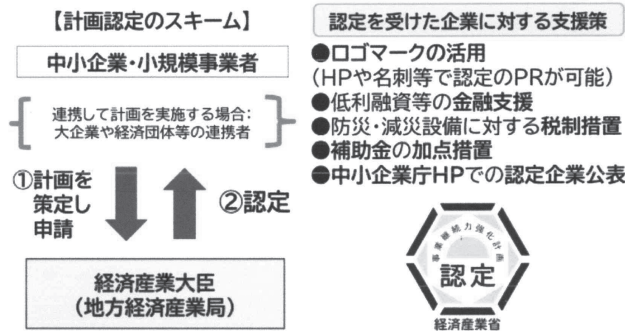 【計画認定のスキーム】
中小企業・小規模事業者
連携して計画を実施する場合:
大企業や経済団体等の連携者
①計画を
策定し
申請
②認定
経済産業大臣
(地方経済産業局)
認定を受けた企業に対する支援策
●ロゴマークの活用
(HPや名刺等で認定のPRが可能)
●低利融資等の金融支援
●防災・減災設備に対する税制措置
●補助金の加点措置
●中小企業庁HPでの認定企業公表
事業継続力強化計画
認定
経済産業省